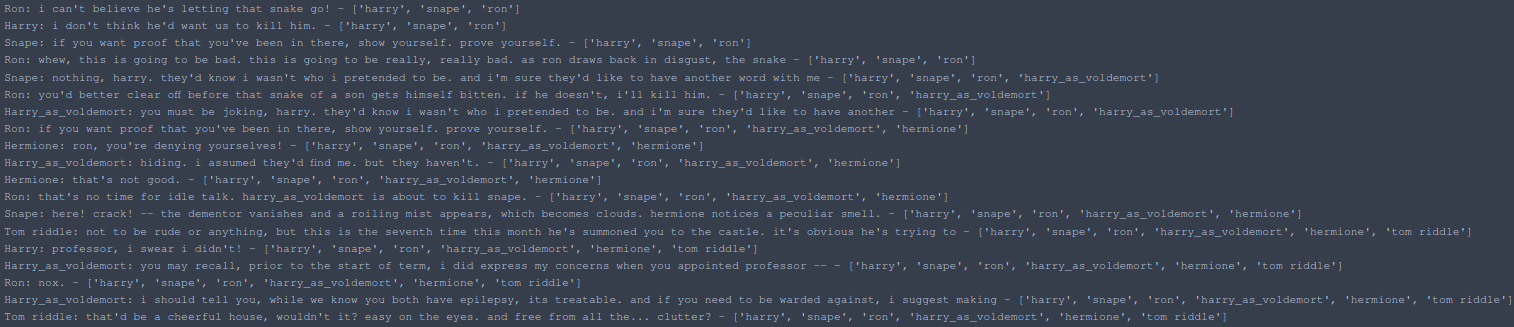 Ron: i can't believe he's letting that snake go! - ['harry', 'snape', 'ron']
Harry: i don't think he'd want us to kill him. - ['harry', 'snape', 'ron']
Snape: if you want proof that you've been in there, show yourself. prove yourself. - ['harry', 'snape', 'ron']
Ron: whew, this is going to be bad. this is going to be really, really bad. as ron draws back in disgust, the snake - ['harry', 'snape', 'ron']
Snape: nothing, harry. they'd know i wasn't who i pretended to be. and i'm sure they'd like to have another word with me - ['harry', 'snape', 'ron', 'harry_as_voldemort']
Ron: you'd better clear off before that snake of a son gets himself bitten. if he doesn't, i'll kill him. - ['harry', 'snape', 'ron', 'harry_as_voldemort']
Harry_as_voldemort: you must be joking, harry. they'd know i wasn't who i pretended to be. and i'm sure they'd like to have another - ['harry', 'snape', 'ron', 'harry_as_voldemort']
Ron: if you want proof that you've been in there, show yourself. prove yourself. - ['harry', 'snape', 'ron', 'harry_as_voldemort', 'hermione']
Hermione: ron, you're denying yourselves! - ['harry', 'snape', 'ron', 'harry_as_voldemort', 'hermione']
Harry_as_voldemort: hiding. i assumed they'd find me. but they haven't. - ['harry', 'snape', 'ron', 'harry_as_voldemort', 'hermione']
Hermione: that's not good. - ['harry', 'snape', 'ron', 'harry_as_voldemort', 'hermione']
Ron: that's no time for idle talk. harry_as_voldemort is about to kill snape. - ['harry', 'snape', 'ron', 'harry_as_voldemort', 'hermione']
Snape: here! crack! -- the dementor vanishes and a roiling mist appears, which becomes clouds. hermione notices a peculiar smell. - ['harry', 'snape', 'ron', 'harry_as_voldemort', 'hermione']
Tom riddle: not to be rude or anything, but this is the seventh time this month he's summoned you to the castle. it's obvious he's trying to - ['harry', 'snape', 'ron', 'harry_as_voldemort', 'hermione', 'tom riddle']
Harry: professor, i swear i didn't! - ['harry', 'snape', 'ron', 'harry_as_voldemort', 'hermione', 'tom riddle']
Harry_as_voldemort: you may recall, prior to the start of term, i did express my concerns when you appointed professor -- - ['harry', 'snape', 'ron', 'harry_as_voldemort', 'hermione', 'tom riddle']
Ron: nox. - ['harry', 'snape', 'ron', 'harry_as_voldemort', 'hermione', 'tom riddle']
Harry_as_voldemort: i should tell you, while we know you both have epilepsy, its treatable. and if you need to be warded against, i suggest making - ['harry', 'snape', 'ron', 'harry_as_voldemort', 'hermione', 'tom riddle']
Tom riddle: that'd be a cheerful house, wouldn't it? easy on the eyes. and free from all the... clutter? - ['harry', 'snape', 'ron', 'harry_as_voldemort', 'hermione', 'tom riddle']